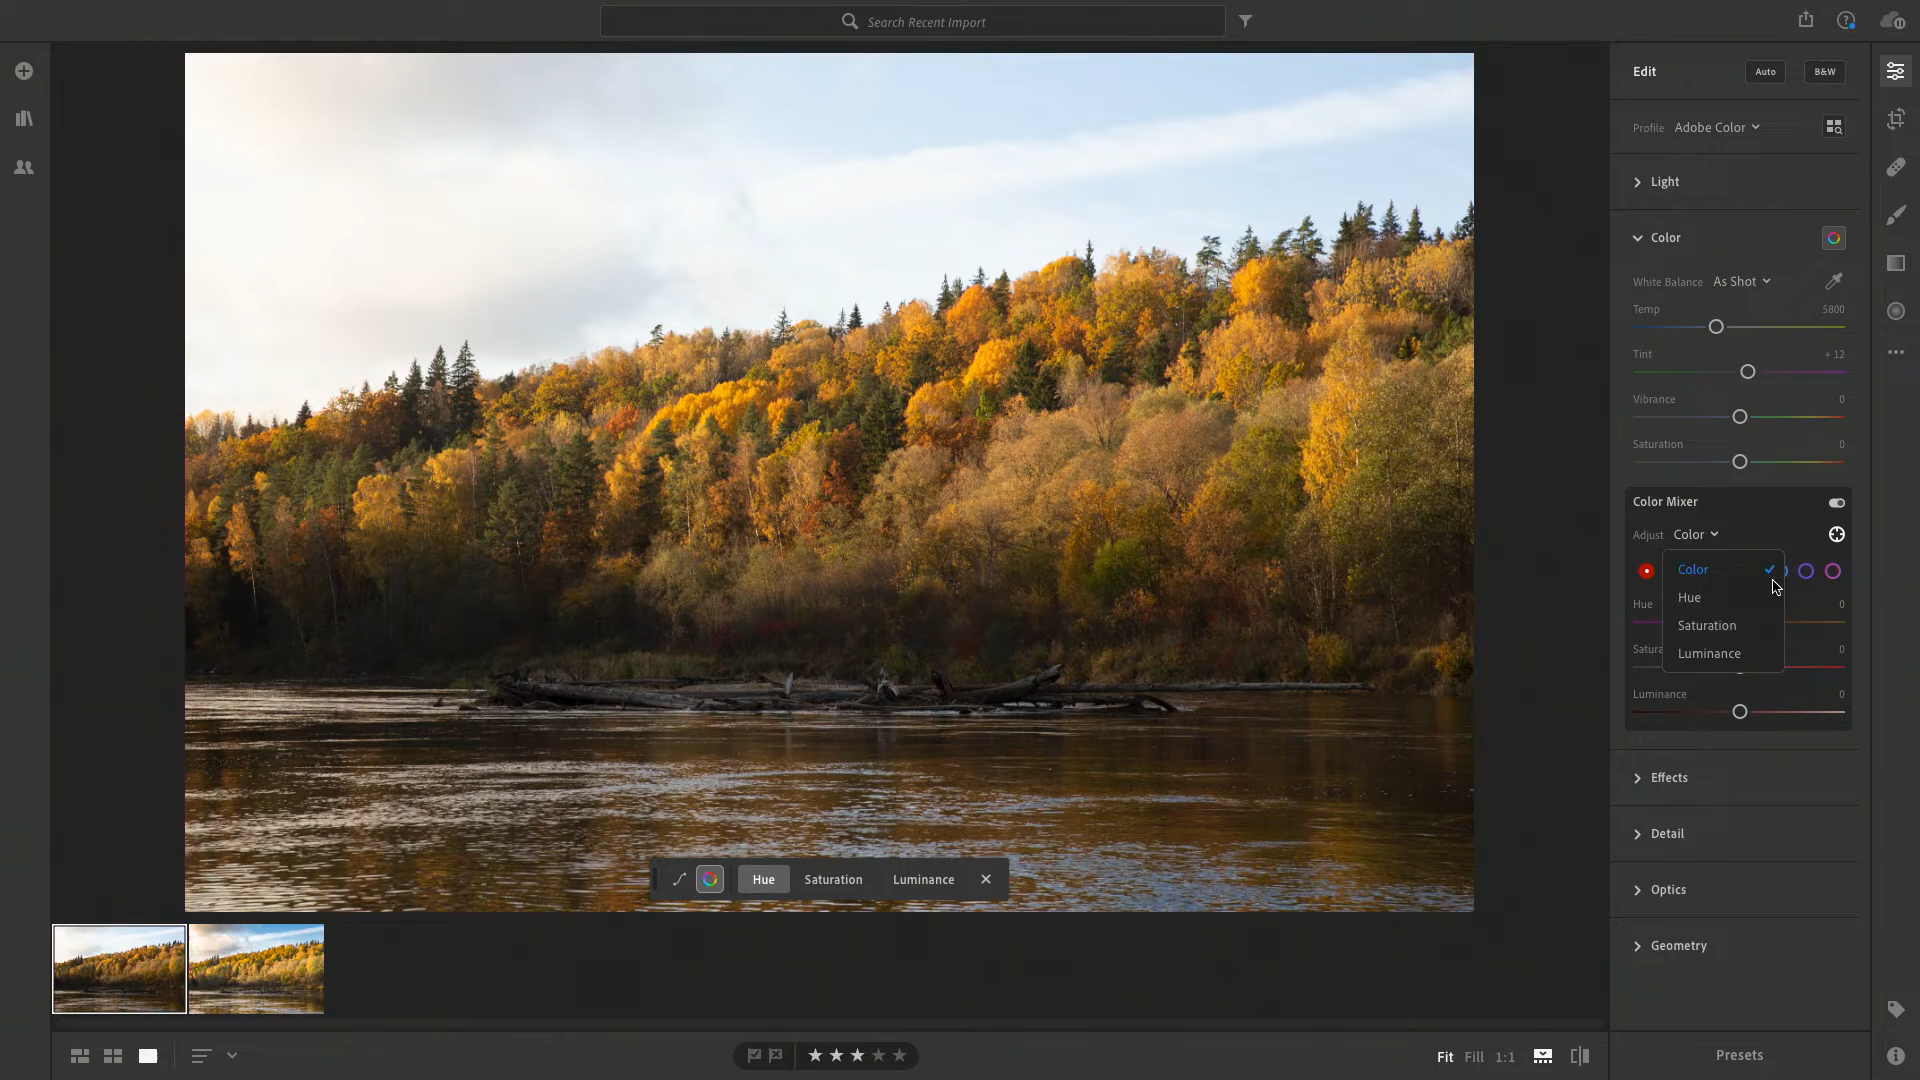 Search Recent Import
Edit
Auto
B&W
Profile Adobe Color
Light
Color
White Balance As Shot
Temp 5800
Tint + 12
Vibrance 0
Saturation 0
Color Mixer
Adjust Color
Color
Hue
Saturation
Luminance
Hue 0
Satura 0
Luminance 0
Effects
Detail
Optics
Geometry
Hue Saturation Luminance
Fit Fill 1:1
Presets